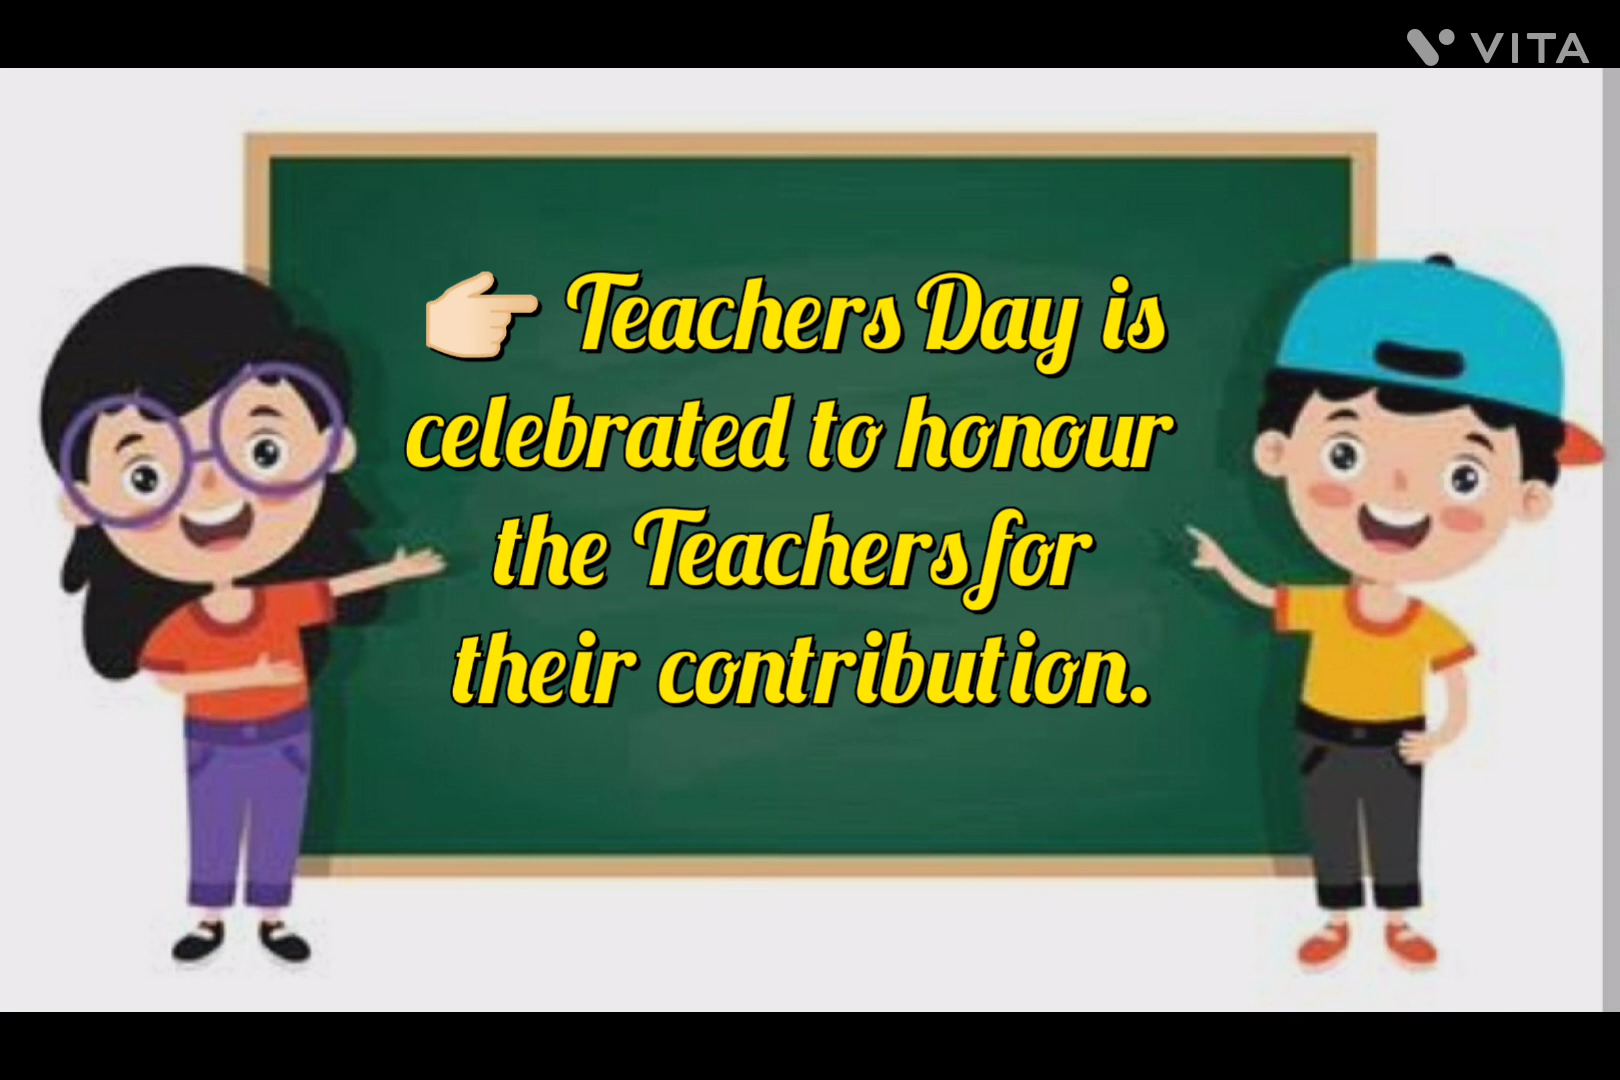 VITA
👉🏻 Teachers Day is
celebrated to honour
the Teachers for
their contribution.